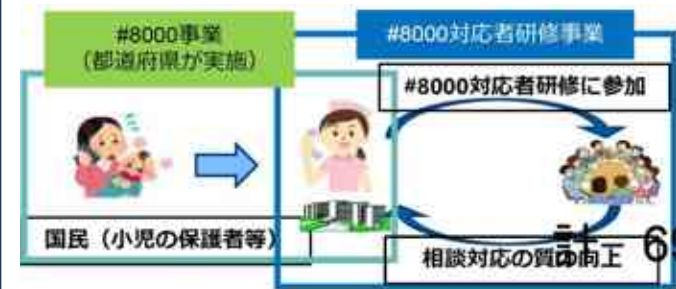 #8000事業
(都道府県が実施)
#8000対応者研修事業
#8000対応者研修に参加
国民(小児の保護者等)
相談対応の質の向上
計- 69